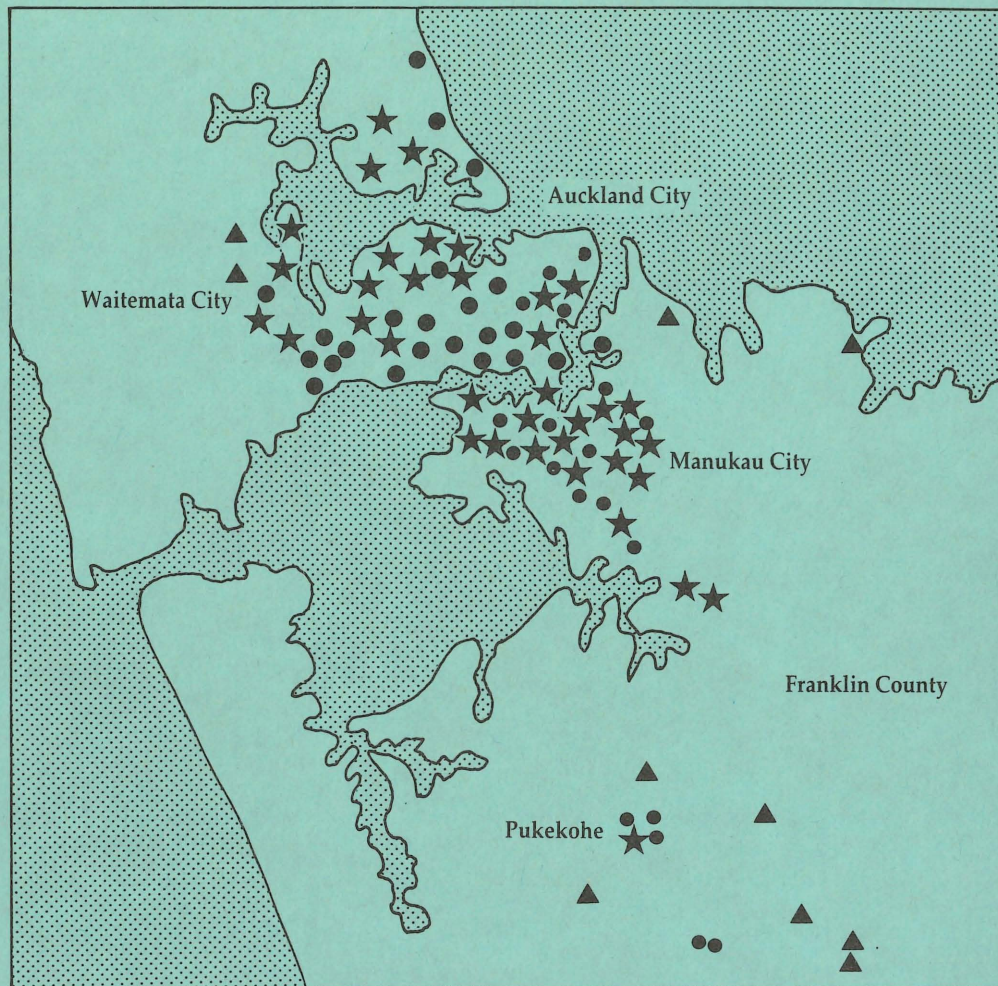 Auckland City
Waitemata City
Manukau City
Franklin County
Pukekohe